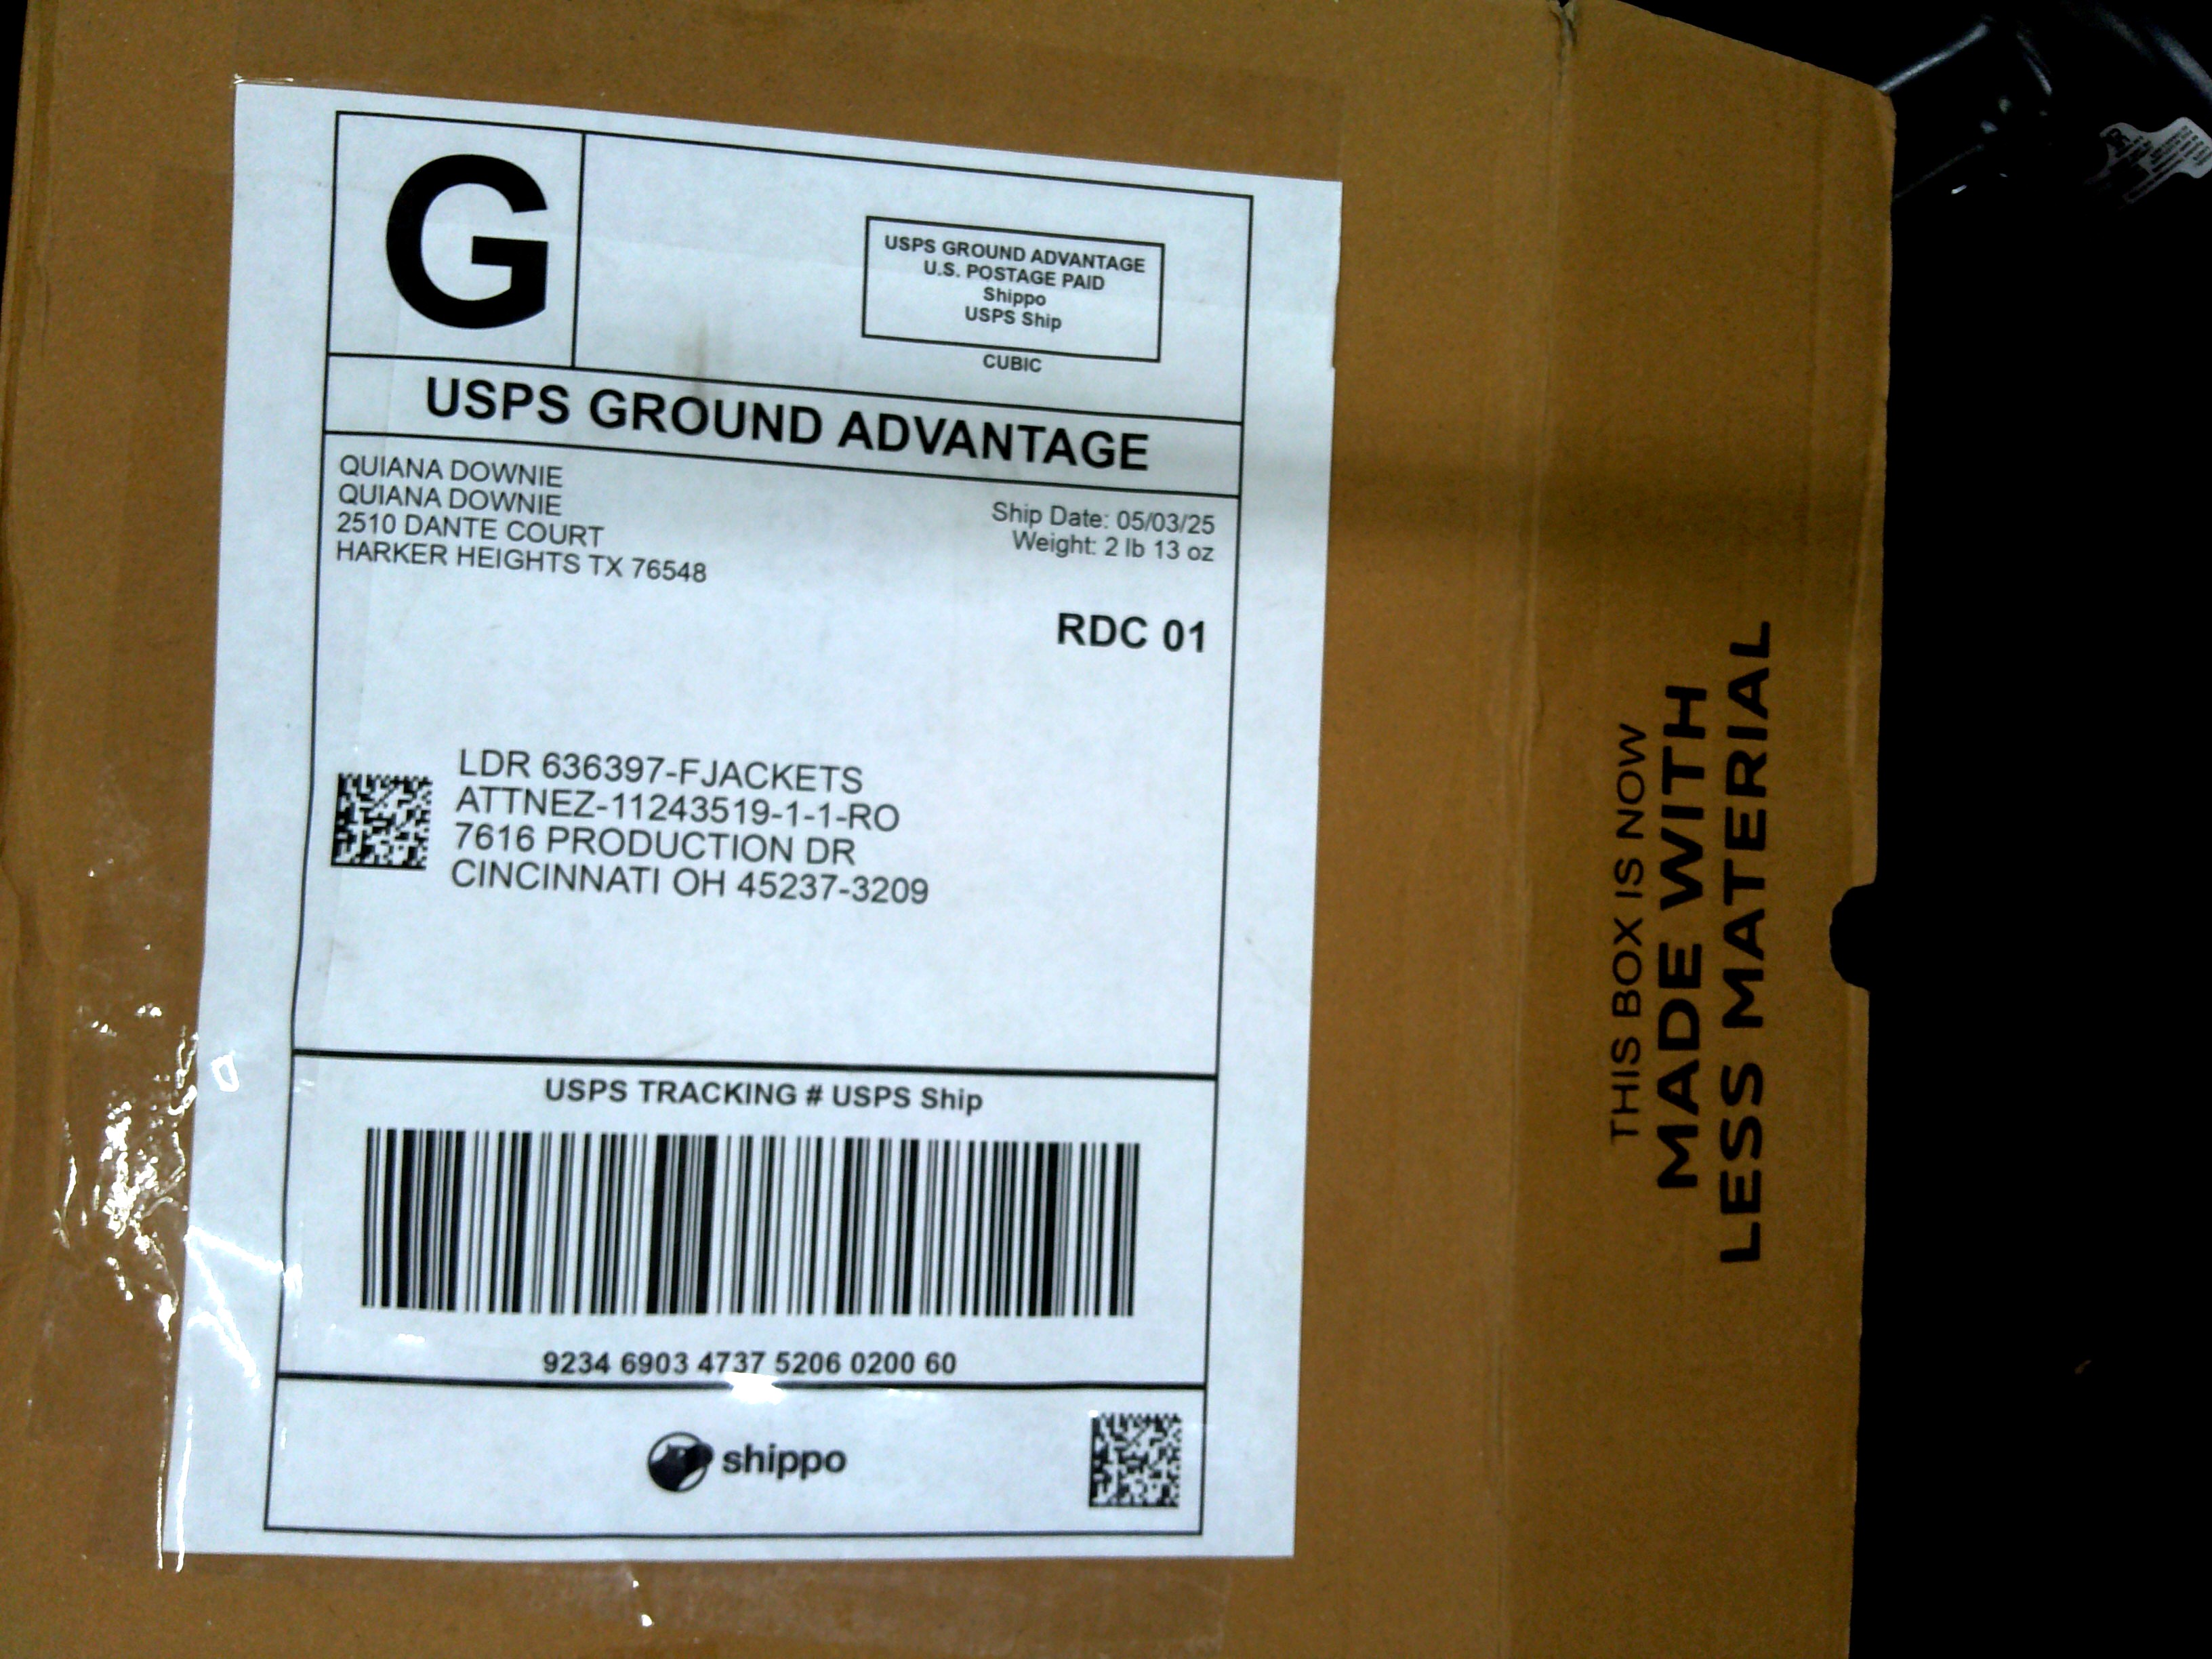 G
USPS GROUND ADVANTAGE
U.S. POSTAGE PAID
Shippo
USPS Ship
CUBIC
USPS GROUND ADVANTAGE
QUIANA DOWNIE
QUIANA DOWNIE
2510 DANTE COURT
HARKER HEIGHTS TX 76548
Ship Date: 05/03/25
Weight: 2 lb 13 oz
RDC 01
LDR 636397-FJACKETS
ATTNEZ-11243519-1-1-RO
7616 PRODUCTION DR
CINCINNATI OH 45237-3209
USPS TRACKING # USPS Ship
9234 6903 4737 5206 0200 60
shippo
THIS BOX IS NOW
MADE WITH
LESS MATERIAL